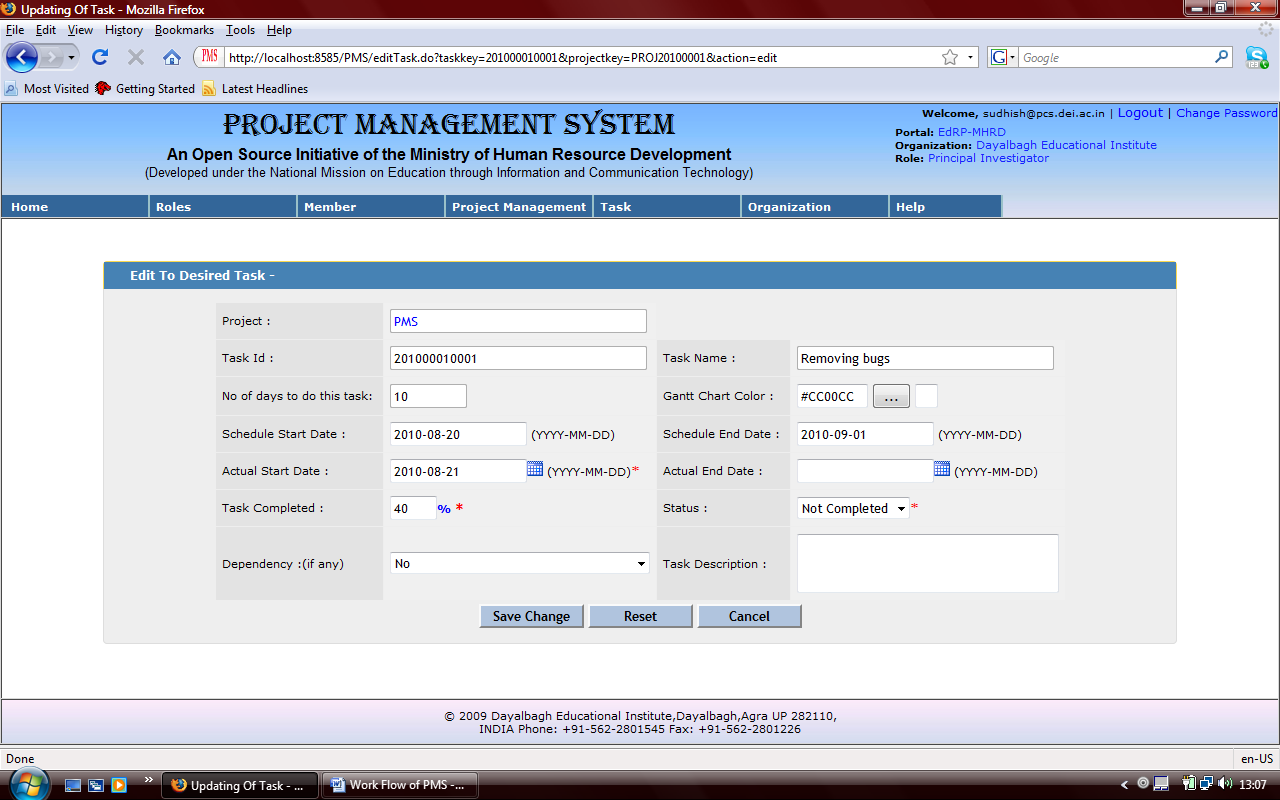 Updating Of Task - Mozilla Firefox
File Edit View History Bookmarks Tools Help
PMS http://localhost:8585/PMS/editTask.do?taskkey=201000010001&projectkey=PROJ20100001&action=edit G Google
Most Visited Getting Started Latest Headlines
PROJECT MANAGEMENT SYSTEM
An Open Source Initiative of the Ministry of Human Resource Development
(Developed under the National Mission on Education through Information and Communication Technology)
Welcome, sudhish@pcs.dei.ac.in | Logout | Change Password
Portal: EdRP-MHRD
Organization: Dayalbagh Educational Institute
Role: Principal Investigator
Home Roles Member Project Management Task Organization Help
Edit To Desired Task -
Project : PMS
Task Id : 201000010001 Task Name : Removing bugs
No of days to do this task: 10 Gantt Chart Color : #CC00CC ...
Schedule Start Date : 2010-08-20 (YYYY-MM-DD) Schedule End Date : 2010-09-01 (YYYY-MM-DD)
Actual Start Date : 2010-08-21 (YYYY-MM-DD)* Actual End Date : (YYYY-MM-DD)
Task Completed : 40 % * Status : Not Completed *
Dependency :(if any) No Task Description :
Save Change Reset Cancel
© 2009 Dayalbagh Educational Institute,Dayalbagh,Agra UP 282110,
INDIA Phone: +91-562-2801545 Fax: +91-562-2801226
Done en-US
» Updating Of Task - ... Work Flow of PMS -... < 13:07